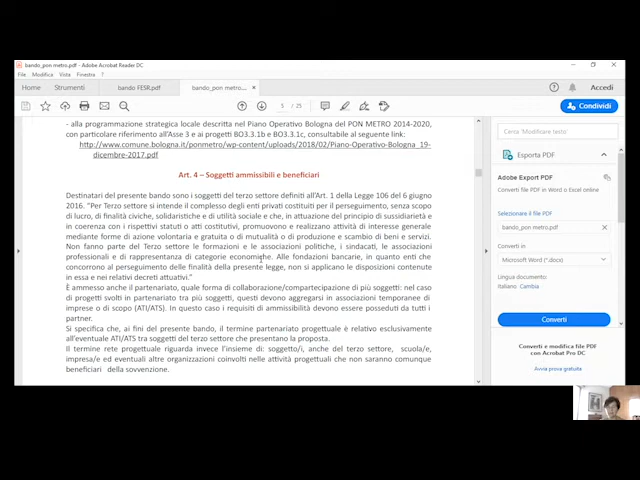 bando_pon metro.pdf - Adobe Acrobat Reader DC
File Modifica Vista Finestra ?
Home Strumenti bando FESR.pdf bando_pon metro.... × Accedi
5 / 25 Condividi
- alla programmazione strategica locale descritta nel Piano Operativo Bologna del PON METRO 2014-2020,
con particolare riferimento all'Asse 3 e ai progetti BO3.3.1b e BO3.3.1c, consultabile al seguente link:
http://www.comune.bologna.it/ponmetro/wp-content/uploads/2018/02/Piano-Operativo-Bologna_19-
dicembre-2017.pdf
Art. 4 – Soggetti ammissibili e beneficiari
Destinatari del presente bando sono i soggetti del terzo settore definiti all'Art. 1 della Legge 106 del 6 giugno
2016. "Per Terzo settore si intende il complesso degli enti privati costituiti per il perseguimento, senza scopo
di lucro, di finalità civiche, solidaristiche e di utilità sociale e che, in attuazione del principio di sussidiarietà e
in coerenza con i rispettivi statuti o atti costitutivi, promuovono e realizzano attività di interesse generale
mediante forme di azione volontaria e gratuita o di mutualità o di produzione e scambio di beni e servizi.
Non fanno parte del Terzo settore le formazioni e le associazioni politiche, i sindacati, le associazioni
professionali e di rappresentanza di categorie economiche. Alle fondazioni bancarie, in quanto enti che
concorrono al perseguimento delle finalità della presente legge, non si applicano le disposizioni contenute
in essa e nei relativi decreti attuativi."
È ammesso anche il partenariato, quale forma di collaborazione/compartecipazione di più soggetti: nel caso
di progetti svolti in partenariato tra più soggetti, questi devono aggregarsi in associazioni temporanee di
imprese o di scopo (ATI/ATS). In questo caso i requisiti di ammissibilità devono essere posseduti da tutti i
partner.
Si specifica che, ai fini del presente bando, il termine partenariato progettuale è relativo esclusivamente
all'eventuale ATI/ATS tra soggetti del terzo settore che presentano la proposta.
Il termine rete progettuale riguarda invece l'insieme di: soggetto/i, anche del terzo settore, scuola/e,
impresa/e ed eventuali altre organizzazioni coinvolti nelle attività progettuali che non saranno comunque
beneficiari della sovvenzione.
Cerca 'Modifica testo'
Esporta PDF
Adobe Export PDF
Converti file PDF in Word o Excel online
Selezionare il file PDF
bando_pon metro.pdf ×
Converti in
Microsoft Word (*.docx)
Lingua documento:
Italiano Cambia
Converti
Converti e modifica file PDF
con Acrobat Pro DC
Avvia prova gratuita